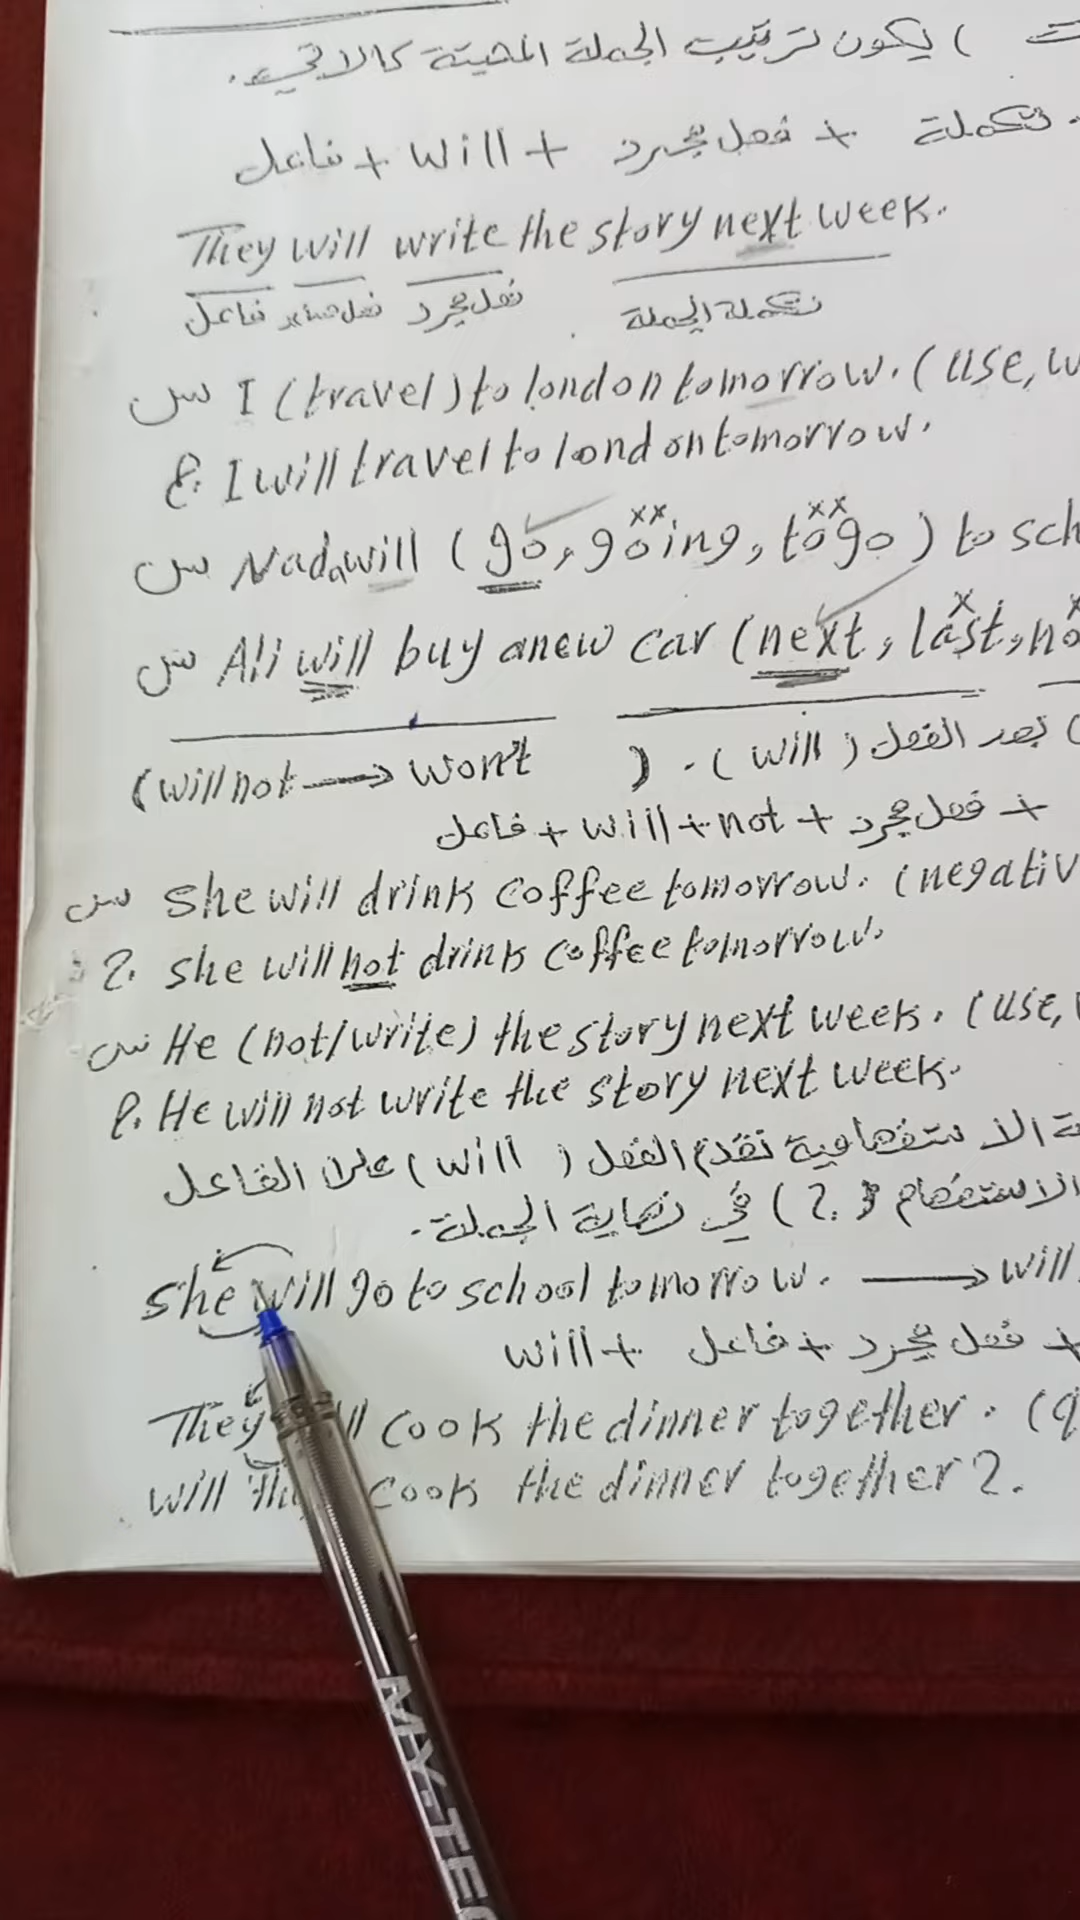 ) يكون ترتيب الجملة المثبتة كالاتي.
فاعل + will + فعل مجرد + تكملة
They will write the story next week.
فاعل فعل مساعد فعل مجرد تكملة الجملة
س I (travel) to london tomorrow. (use, w
ج. I will travel to london tomorrow.
س Nada will (go, going, to go) to sch
س Ali will buy a new car (next, last, no
بعد الفعل (will) . (
(will not → won't
فاعل + will + not + فعل مجرد +
س she will drink coffee tomorrow. (negativ
ج. she will not drink coffee tomorrow.
س He (not/write) the story next week. (use,
ج. He will not write the story next week.
ة الاستفهامية نقدم الفعل (will) على الفاعل
الاستفهام (?) في نهاية الجملة.
she will go to school tomorrow. → will
will + فاعل + فعل مجرد +
They will cook the dinner together. (q
will they cook the dinner together?.
MY-TE